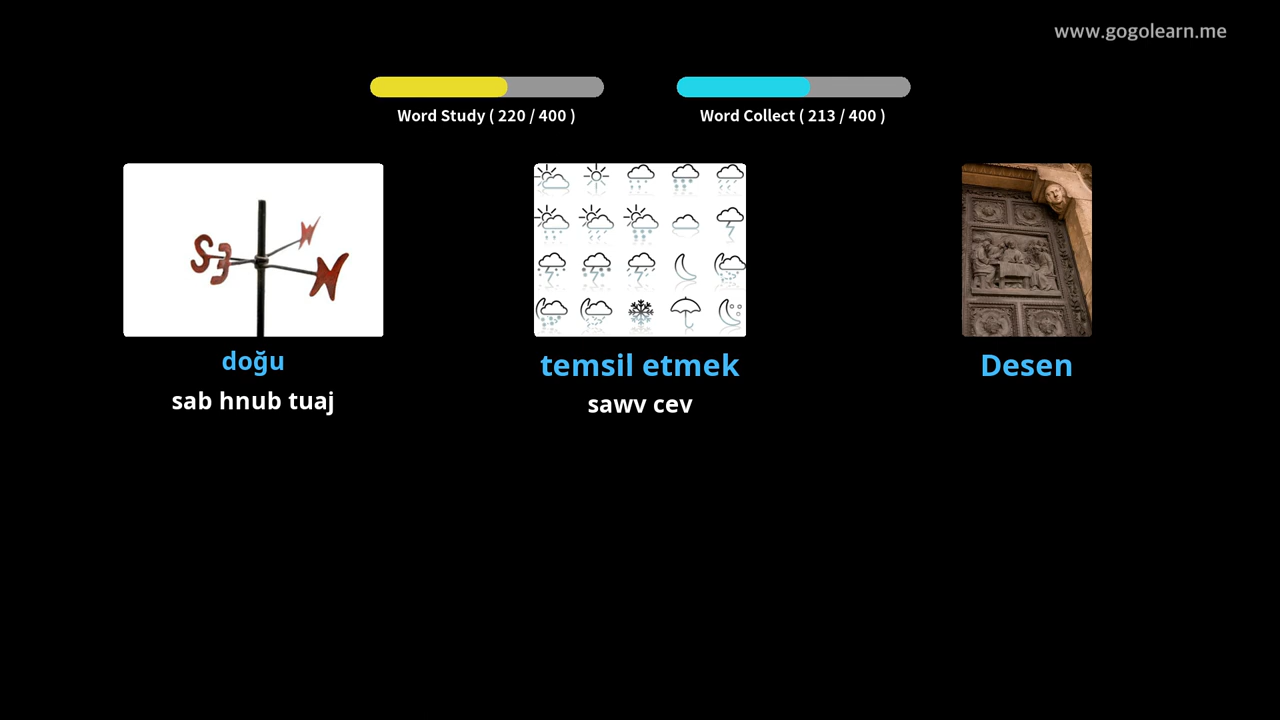 www.gogolearn.me
Word Study ( 220 / 400 )
Word Collect ( 213 / 400 )
S E N N
doğu
sab hnub tuaj
temsil etmek
sawv cev
Desen